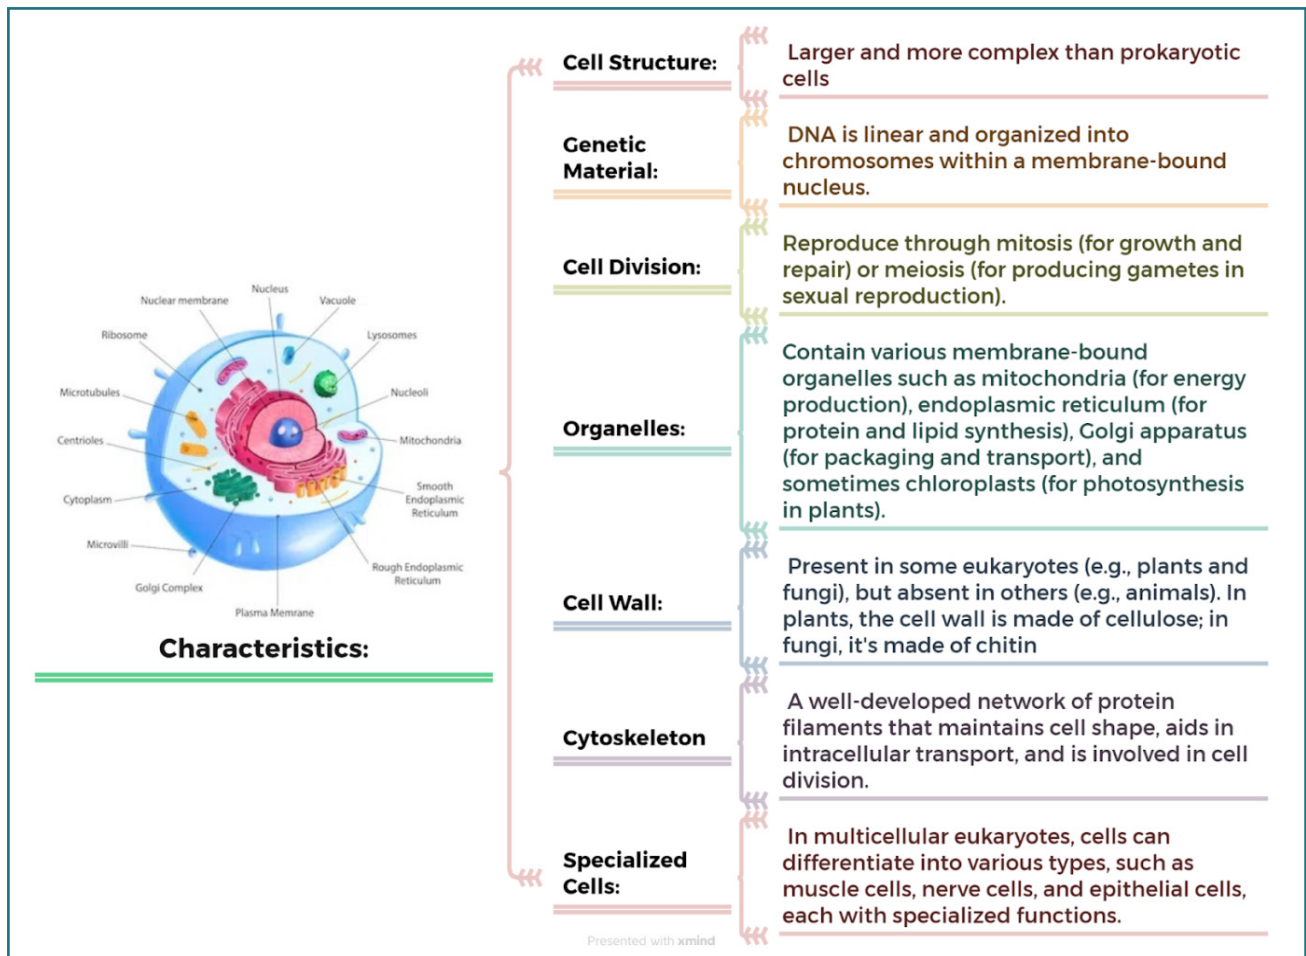 Nucleus
Nuclear membrane
Vacuole
Ribosome
Lysosomes
Microtubules
Nucleoli
Centrioles
Mitochondria
Cytoplasm
Smooth
Endoplasmic
Reticulum
Microvilli
Rough Endoplasmic
Reticulum
Golgi Complex
Plasma Memrane
Characteristics:
Cell Structure:
Larger and more complex than prokaryotic
cells
Genetic
Material:
DNA is linear and organized into
chromosomes within a membrane-bound
nucleus.
Cell Division:
Reproduce through mitosis (for growth and
repair) or meiosis (for producing gametes in
sexual reproduction).
Organelles:
Contain various membrane-bound
organelles such as mitochondria (for energy
production), endoplasmic reticulum (for
protein and lipid synthesis), Golgi apparatus
(for packaging and transport), and
sometimes chloroplasts (for photosynthesis
in plants).
Cell Wall:
Present in some eukaryotes (e.g., plants and
fungi), but absent in others (e.g., animals). In
plants, the cell wall is made of cellulose; in
fungi, it's made of chitin
Cytoskeleton
A well-developed network of protein
filaments that maintains cell shape, aids in
intracellular transport, and is involved in cell
division.
Specialized
Cells:
In multicellular eukaryotes, cells can
differentiate into various types, such as
muscle cells, nerve cells, and epithelial cells,
each with specialized functions.
Presented with xmind